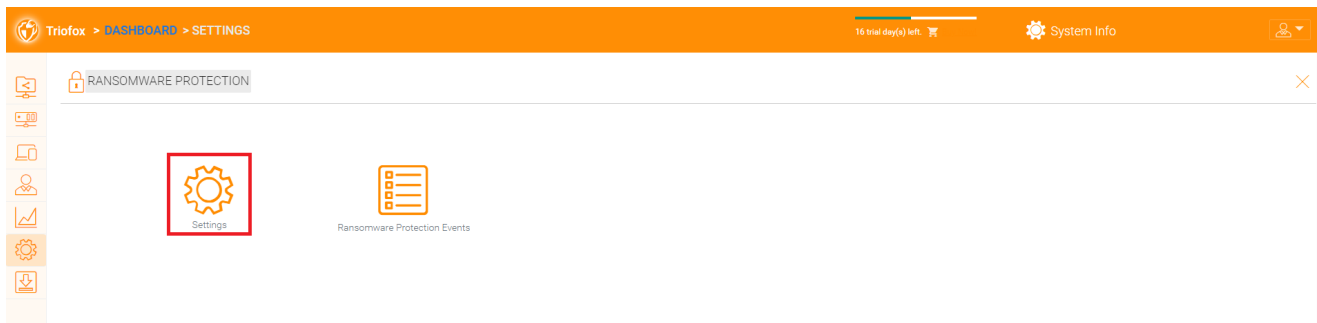 Triofox > DASHBOARD > SETTINGS
16 trial day(s) left.
System Info
RANSOMWARE PROTECTION
Settings
Ransomware Protection Events